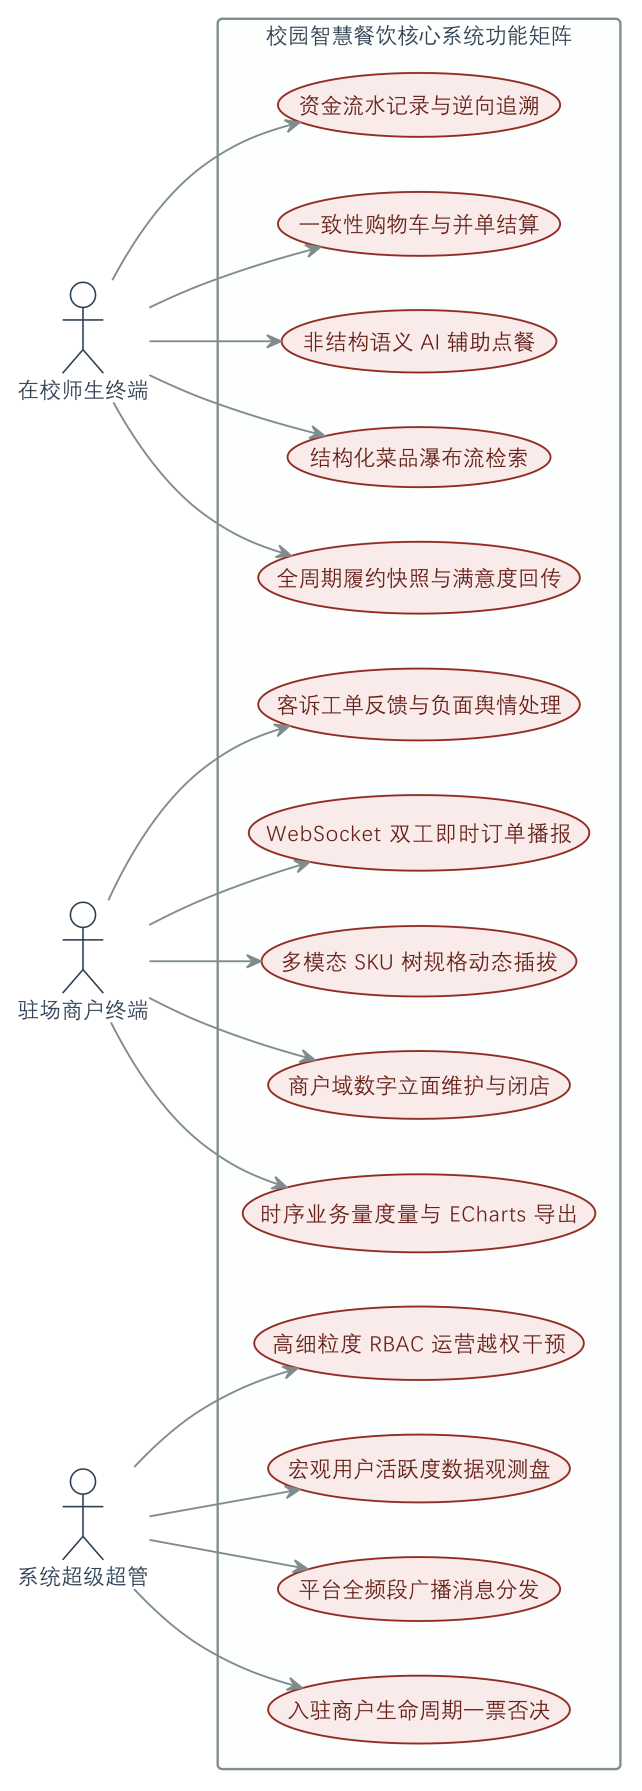 校园智慧餐饮核心系统功能矩阵
资金流水记录与逆向追溯
一致性购物车与并单结算
非结构语义 AI 辅助点餐
在校师生终端
结构化菜品瀑布流检索
全周期履约快照与满意度回传
客诉工单反馈与负面舆情处理
WebSocket 双工即时订单播报
多模态 SKU 树规格动态插拔
驻场商户终端
商户域数字立面维护与闭店
时序业务量度量与 ECharts 导出
高细粒度 RBAC 运营越权干预
宏观用户活跃度数据观测盘
系统超级超管
平台全频段广播消息分发
入驻商户生命周期一票否决